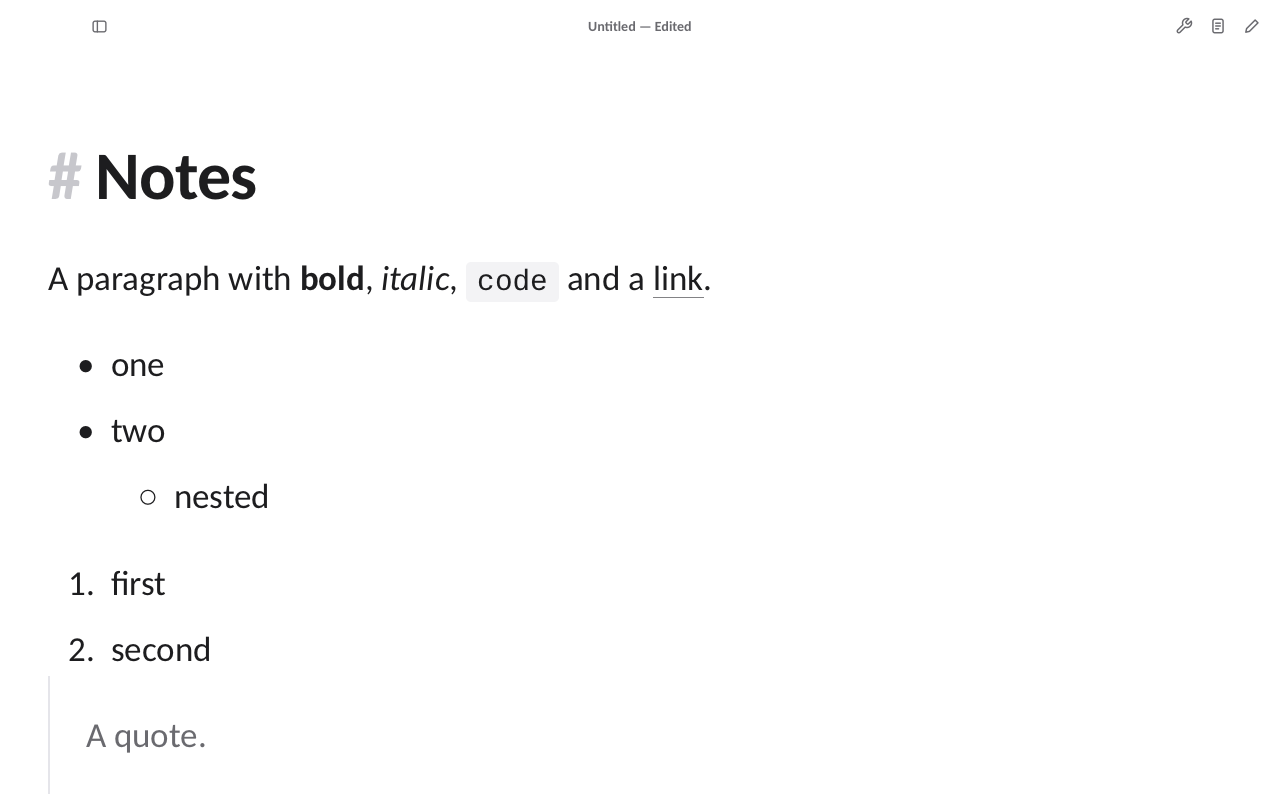 Untitled — Edited
# Notes
A paragraph with bold, italic, code and a link.
• one
• two
○ nested
1. first
2. second
A quote.